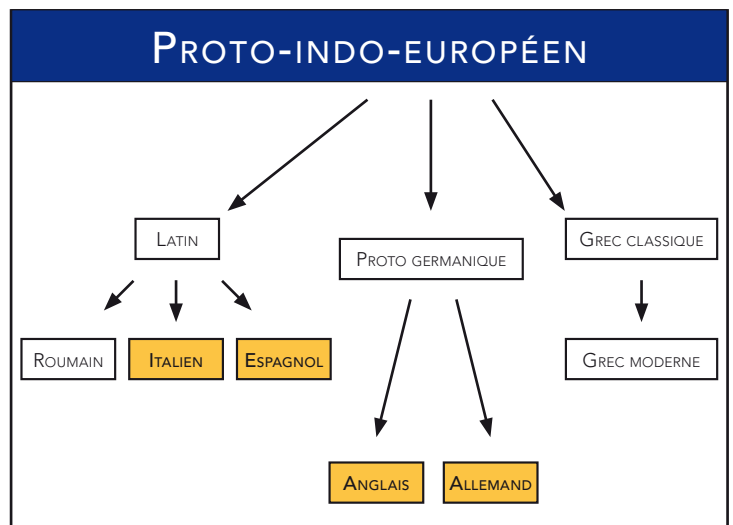 Proto-indo-européen
Latin
Proto germanique
Grec classique
Roumain
Italien
Espagnol
Grec moderne
Anglais
Allemand